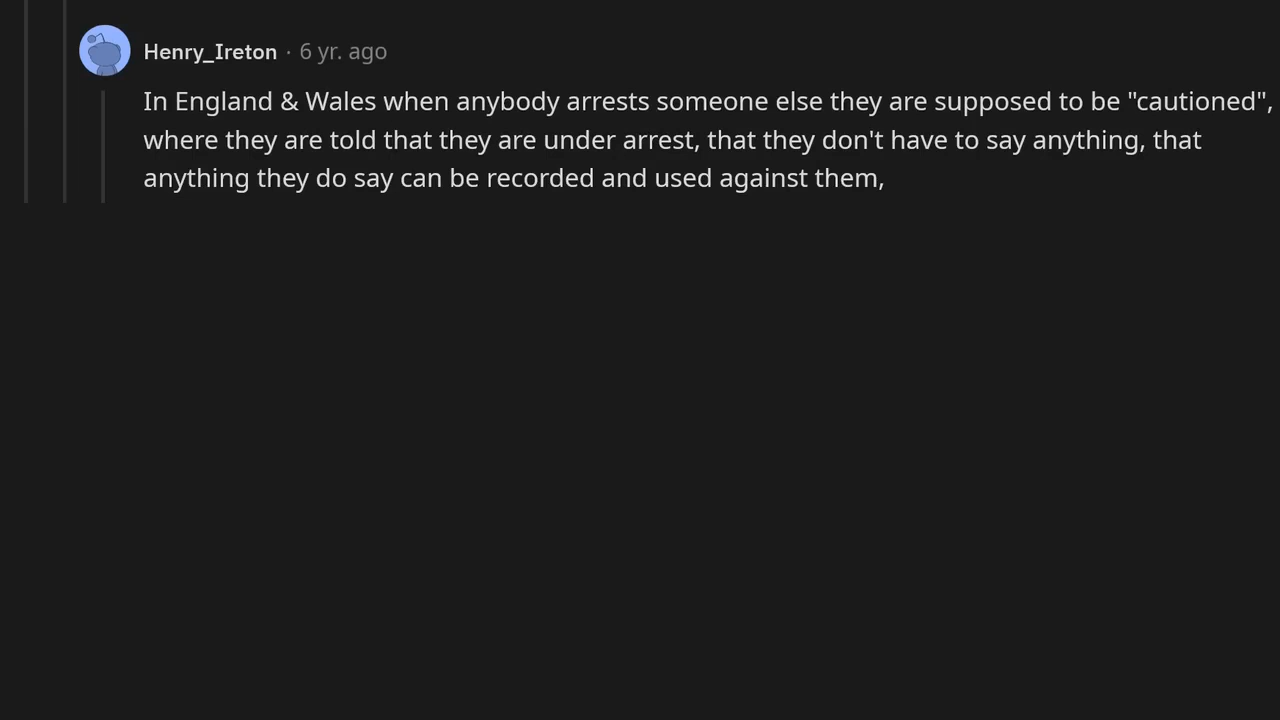 Henry_Ireton · 6 yr. ago
In England & Wales when anybody arrests someone else they are supposed to be "cautioned",
where they are told that they are under arrest, that they don't have to say anything, that
anything they do say can be recorded and used against them,